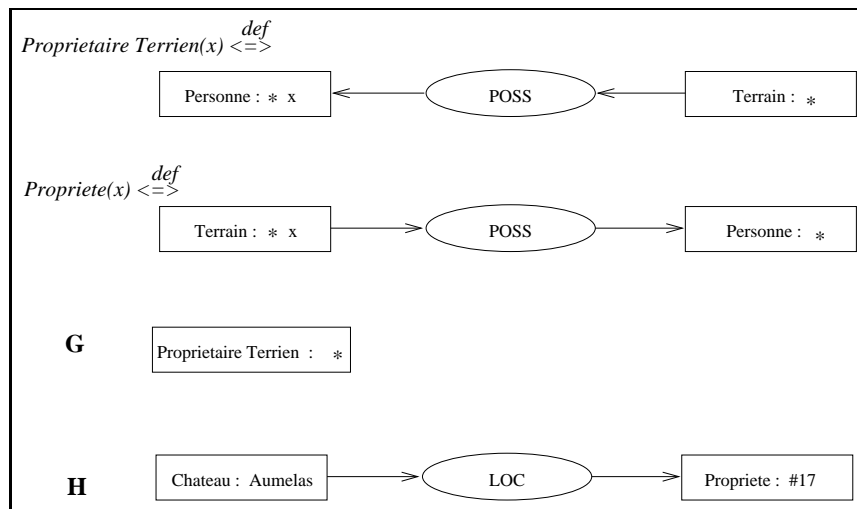 def
Proprietaire Terrien(x) <=>
Personne : * x POSS Terrain : *
def
Propriete(x) <=>
Terrain : * x POSS Personne : *
G Proprietaire Terrien : *
H Chateau : Aumelas LOC Propriete : #17